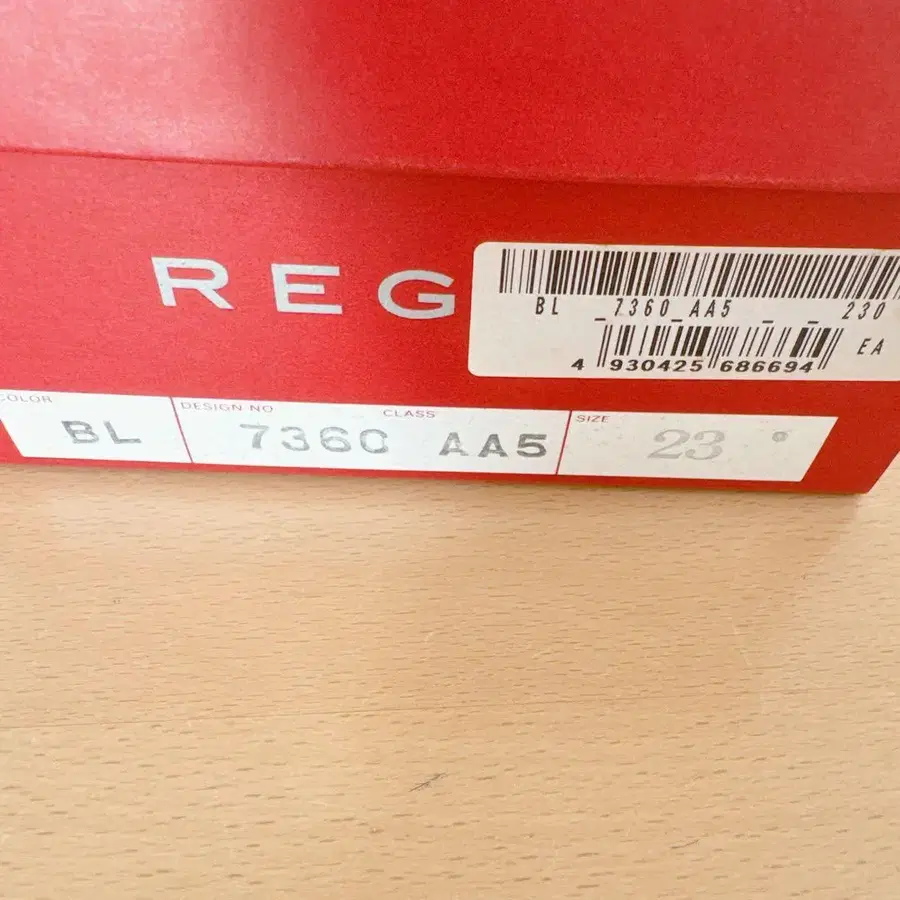 REG
BL _7360_AA5 _ _ 230
EA
4 930425 686694
COLOR DESIGN NO CLASS SIZE
BL 7360 AA5 23 °